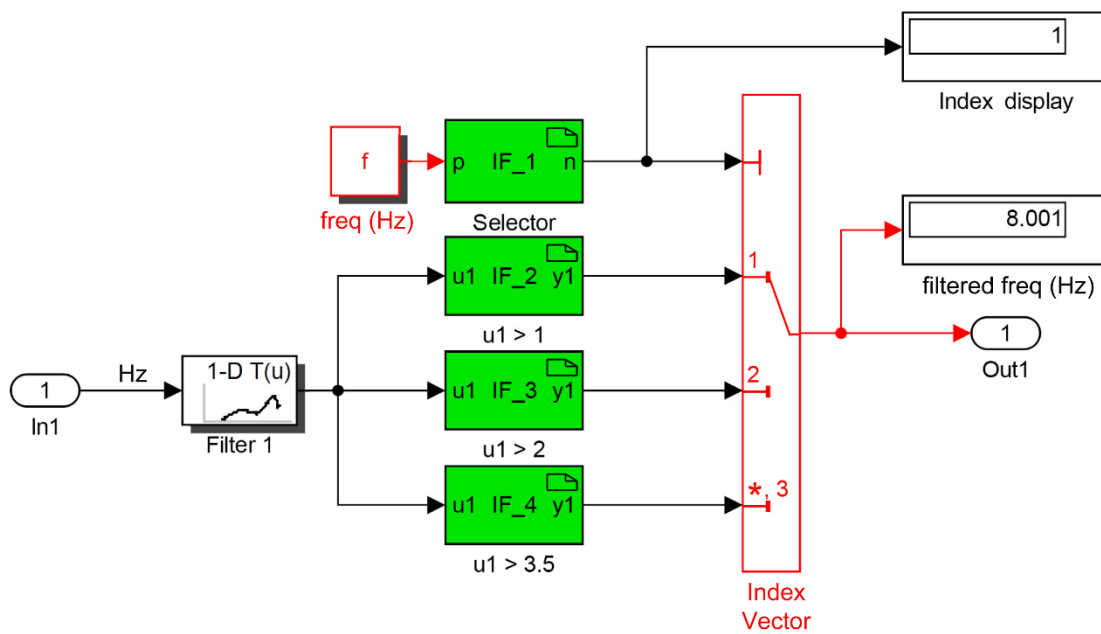 1
Index display
f
freq (Hz)
p IF_1 n
Selector
8.001
filtered freq (Hz)
1
u1 IF_2 y1
u1 > 1
1
Out1
1
In1
Hz
1-D T(u)
Filter 1
u1 IF_3 y1
u1 > 2
2
u1 IF_4 y1
u1 > 3.5
*, 3
Index
Vector